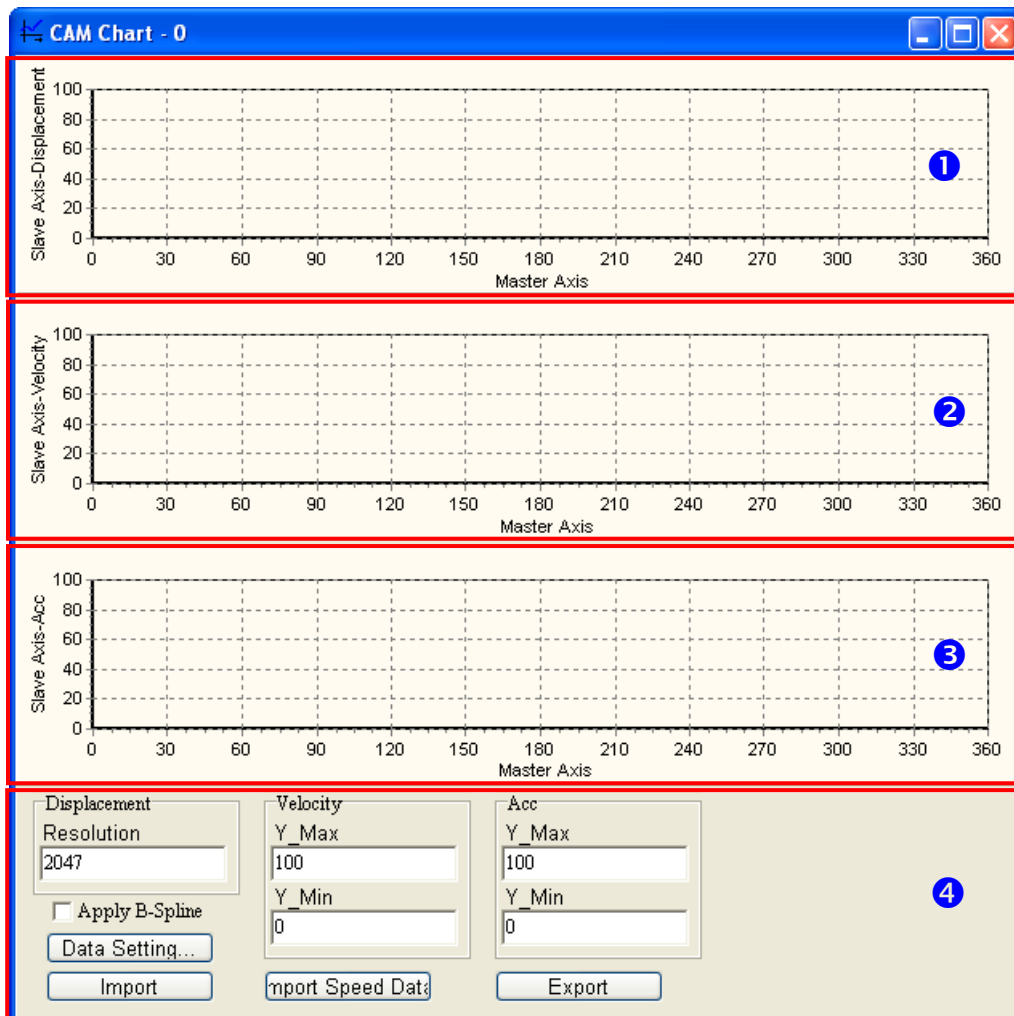 CAM Chart - 0
Slave Axis-Displacement
100
80
60
40
20
0
0 30 60 90 120 150 180 210 240 270 300 330 360
Master Axis
1
Slave Axis-Velocity
100
80
60
40
20
0
0 30 60 90 120 150 180 210 240 270 300 330 360
Master Axis
2
Slave Axis-Acc
100
80
60
40
20
0
0 30 60 90 120 150 180 210 240 270 300 330 360
Master Axis
3
Displacement Velocity Acc
Resolution Y_Max Y_Max
2047 100 100
Y_Min Y_Min
4
Apply B-Spline 0 0
Data Setting...
Import mport Speed Data Export